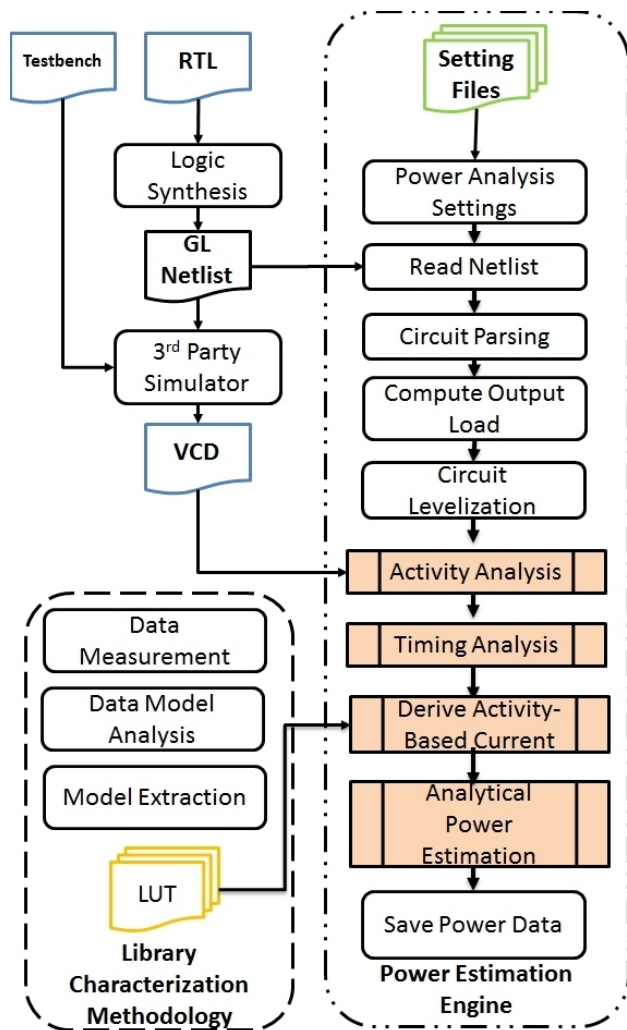 Testbench
RTL
Logic
Synthesis
GL
Netlist
3rd Party
Simulator
VCD
Data
Measurement
Data Model
Analysis
Model Extraction
LUT
Library
Characterization
Methodology
Setting
Files
Power Analysis
Settings
Read Netlist
Circuit Parsing
Compute Output
Load
Circuit
Levelization
Activity Analysis
Timing Analysis
Derive Activity-
Based Current
Analytical
Power
Estimation
Save Power Data
Power Estimation
Engine